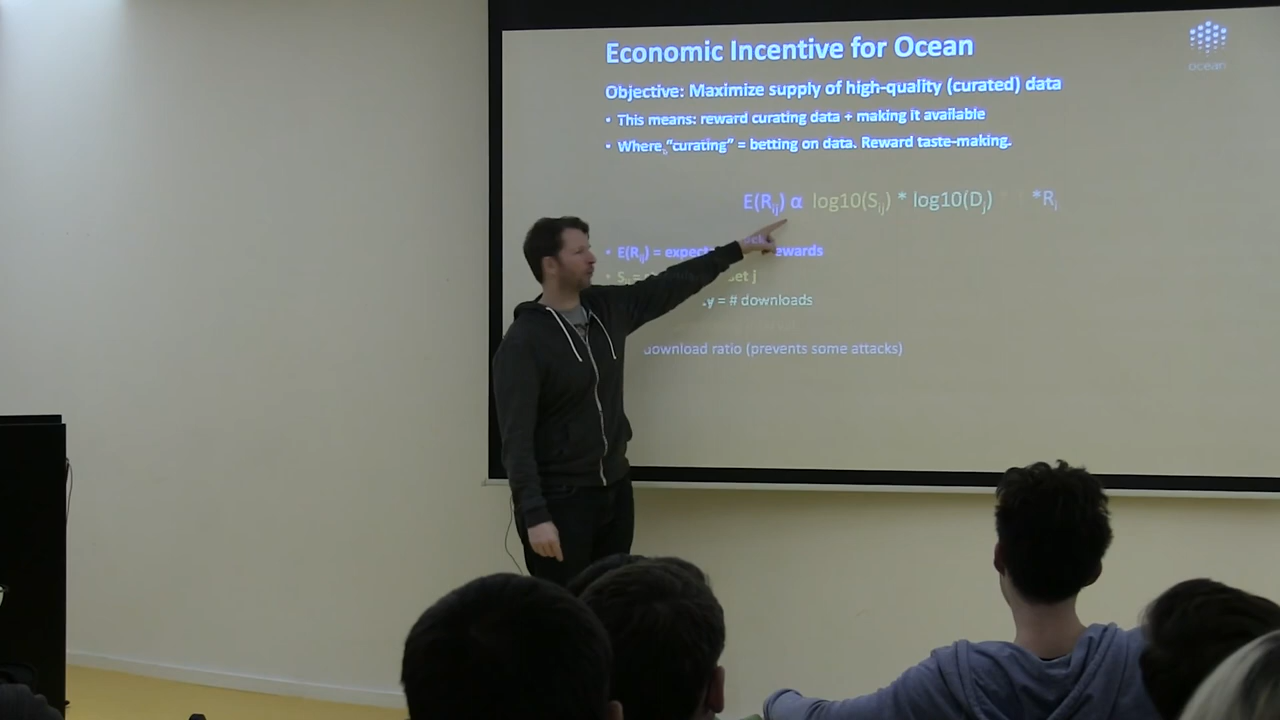 Economic Incentive for Ocean
ocean
Objective: Maximize supply of high-quality (curated) data
• This means: reward curating data + making it available
• Where "curating" = betting on data. Reward taste-making.
E(Rij) α log10(Sij) * log10(Dj) *Ri
• E(Rij) = expect ewards
• S = set j
y = # downloads
download ratio (prevents some attacks)